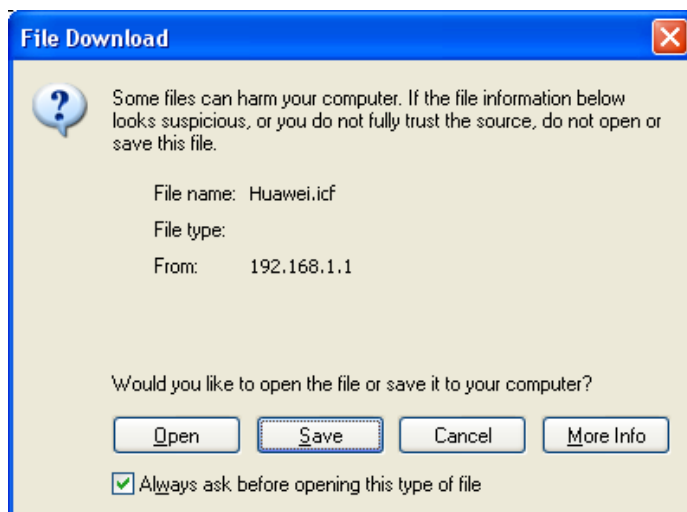 File Download
Some files can harm your computer. If the file information below
looks suspicious, or you do not fully trust the source, do not open or
save this file.
File name: Huawei.icf
File type:
From: 192.168.1.1
Would you like to open the file or save it to your computer?
Open Save Cancel More Info
Always ask before opening this type of file